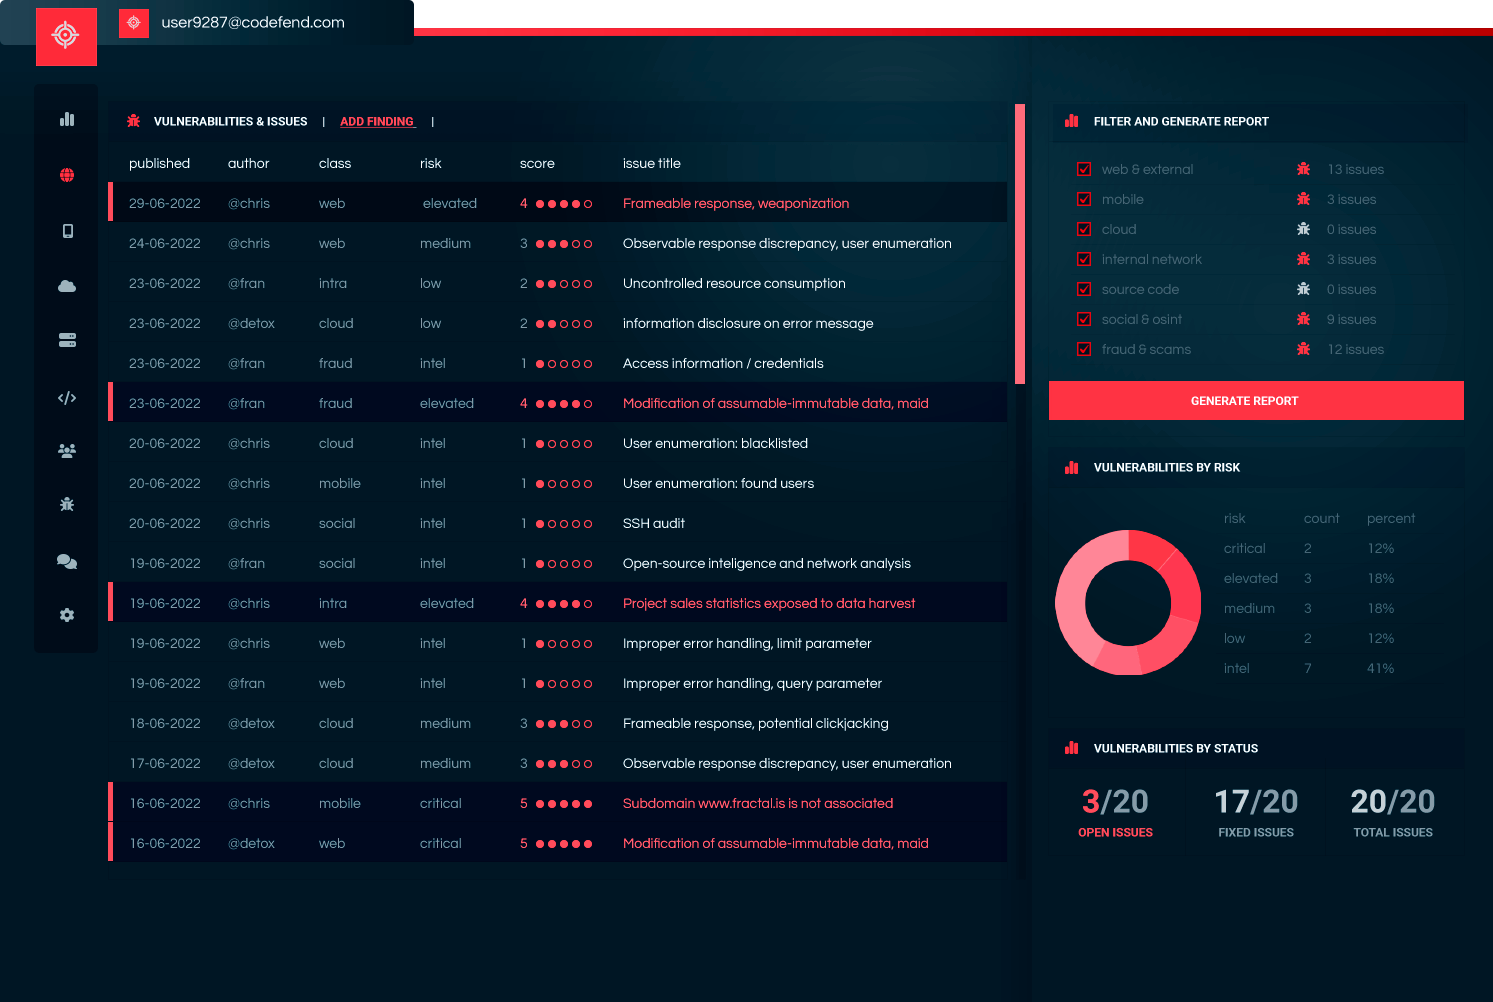 user9287@codefend.com
VULNERABILITIES & ISSUES | ADD FINDING |
published author class risk score issue title
29-06-2022 @chris web elevated 4 Frameable response, weaponization
24-06-2022 @chris web medium 3 Observable response discrepancy, user enumeration
23-06-2022 @fran intra low 2 Uncontrolled resource consumption
23-06-2022 @detox cloud low 2 information disclosure on error message
23-06-2022 @fran fraud intel 1 Access information / credentials
23-06-2022 @fran fraud elevated 4 Modification of assumable-immutable data, maid
20-06-2022 @chris cloud intel 1 User enumeration: blacklisted
20-06-2022 @chris mobile intel 1 User enumeration: found users
20-06-2022 @chris social intel 1 SSH audit
19-06-2022 @fran social intel 1 Open-source inteligence and network analysis
19-06-2022 @chris intra elevated 4 Project sales statistics exposed to data harvest
19-06-2022 @chris web intel 1 Improper error handling, limit parameter
19-06-2022 @fran web intel 1 Improper error handling, query parameter
18-06-2022 @detox cloud medium 3 Frameable response, potential clickjacking
17-06-2022 @detox cloud medium 3 Observable response discrepancy, user enumeration
16-06-2022 @chris mobile critical 5 Subdomain www.fractal.is is not associated
16-06-2022 @detox web critical 5 Modification of assumable-immutable data, maid
FILTER AND GENERATE REPORT
web & external 13 issues
mobile 3 issues
cloud 0 issues
internal network 3 issues
source code 0 issues
social & osint 9 issues
fraud & scams 12 issues
GENERATE REPORT
VULNERABILITIES BY RISK
risk count percent
critical 2 12%
elevated 3 18%
medium 3 18%
low 2 12%
intel 7 41%
VULNERABILITIES BY STATUS
3/20 17/20 20/20
OPEN ISSUES FIXED ISSUES TOTAL ISSUES